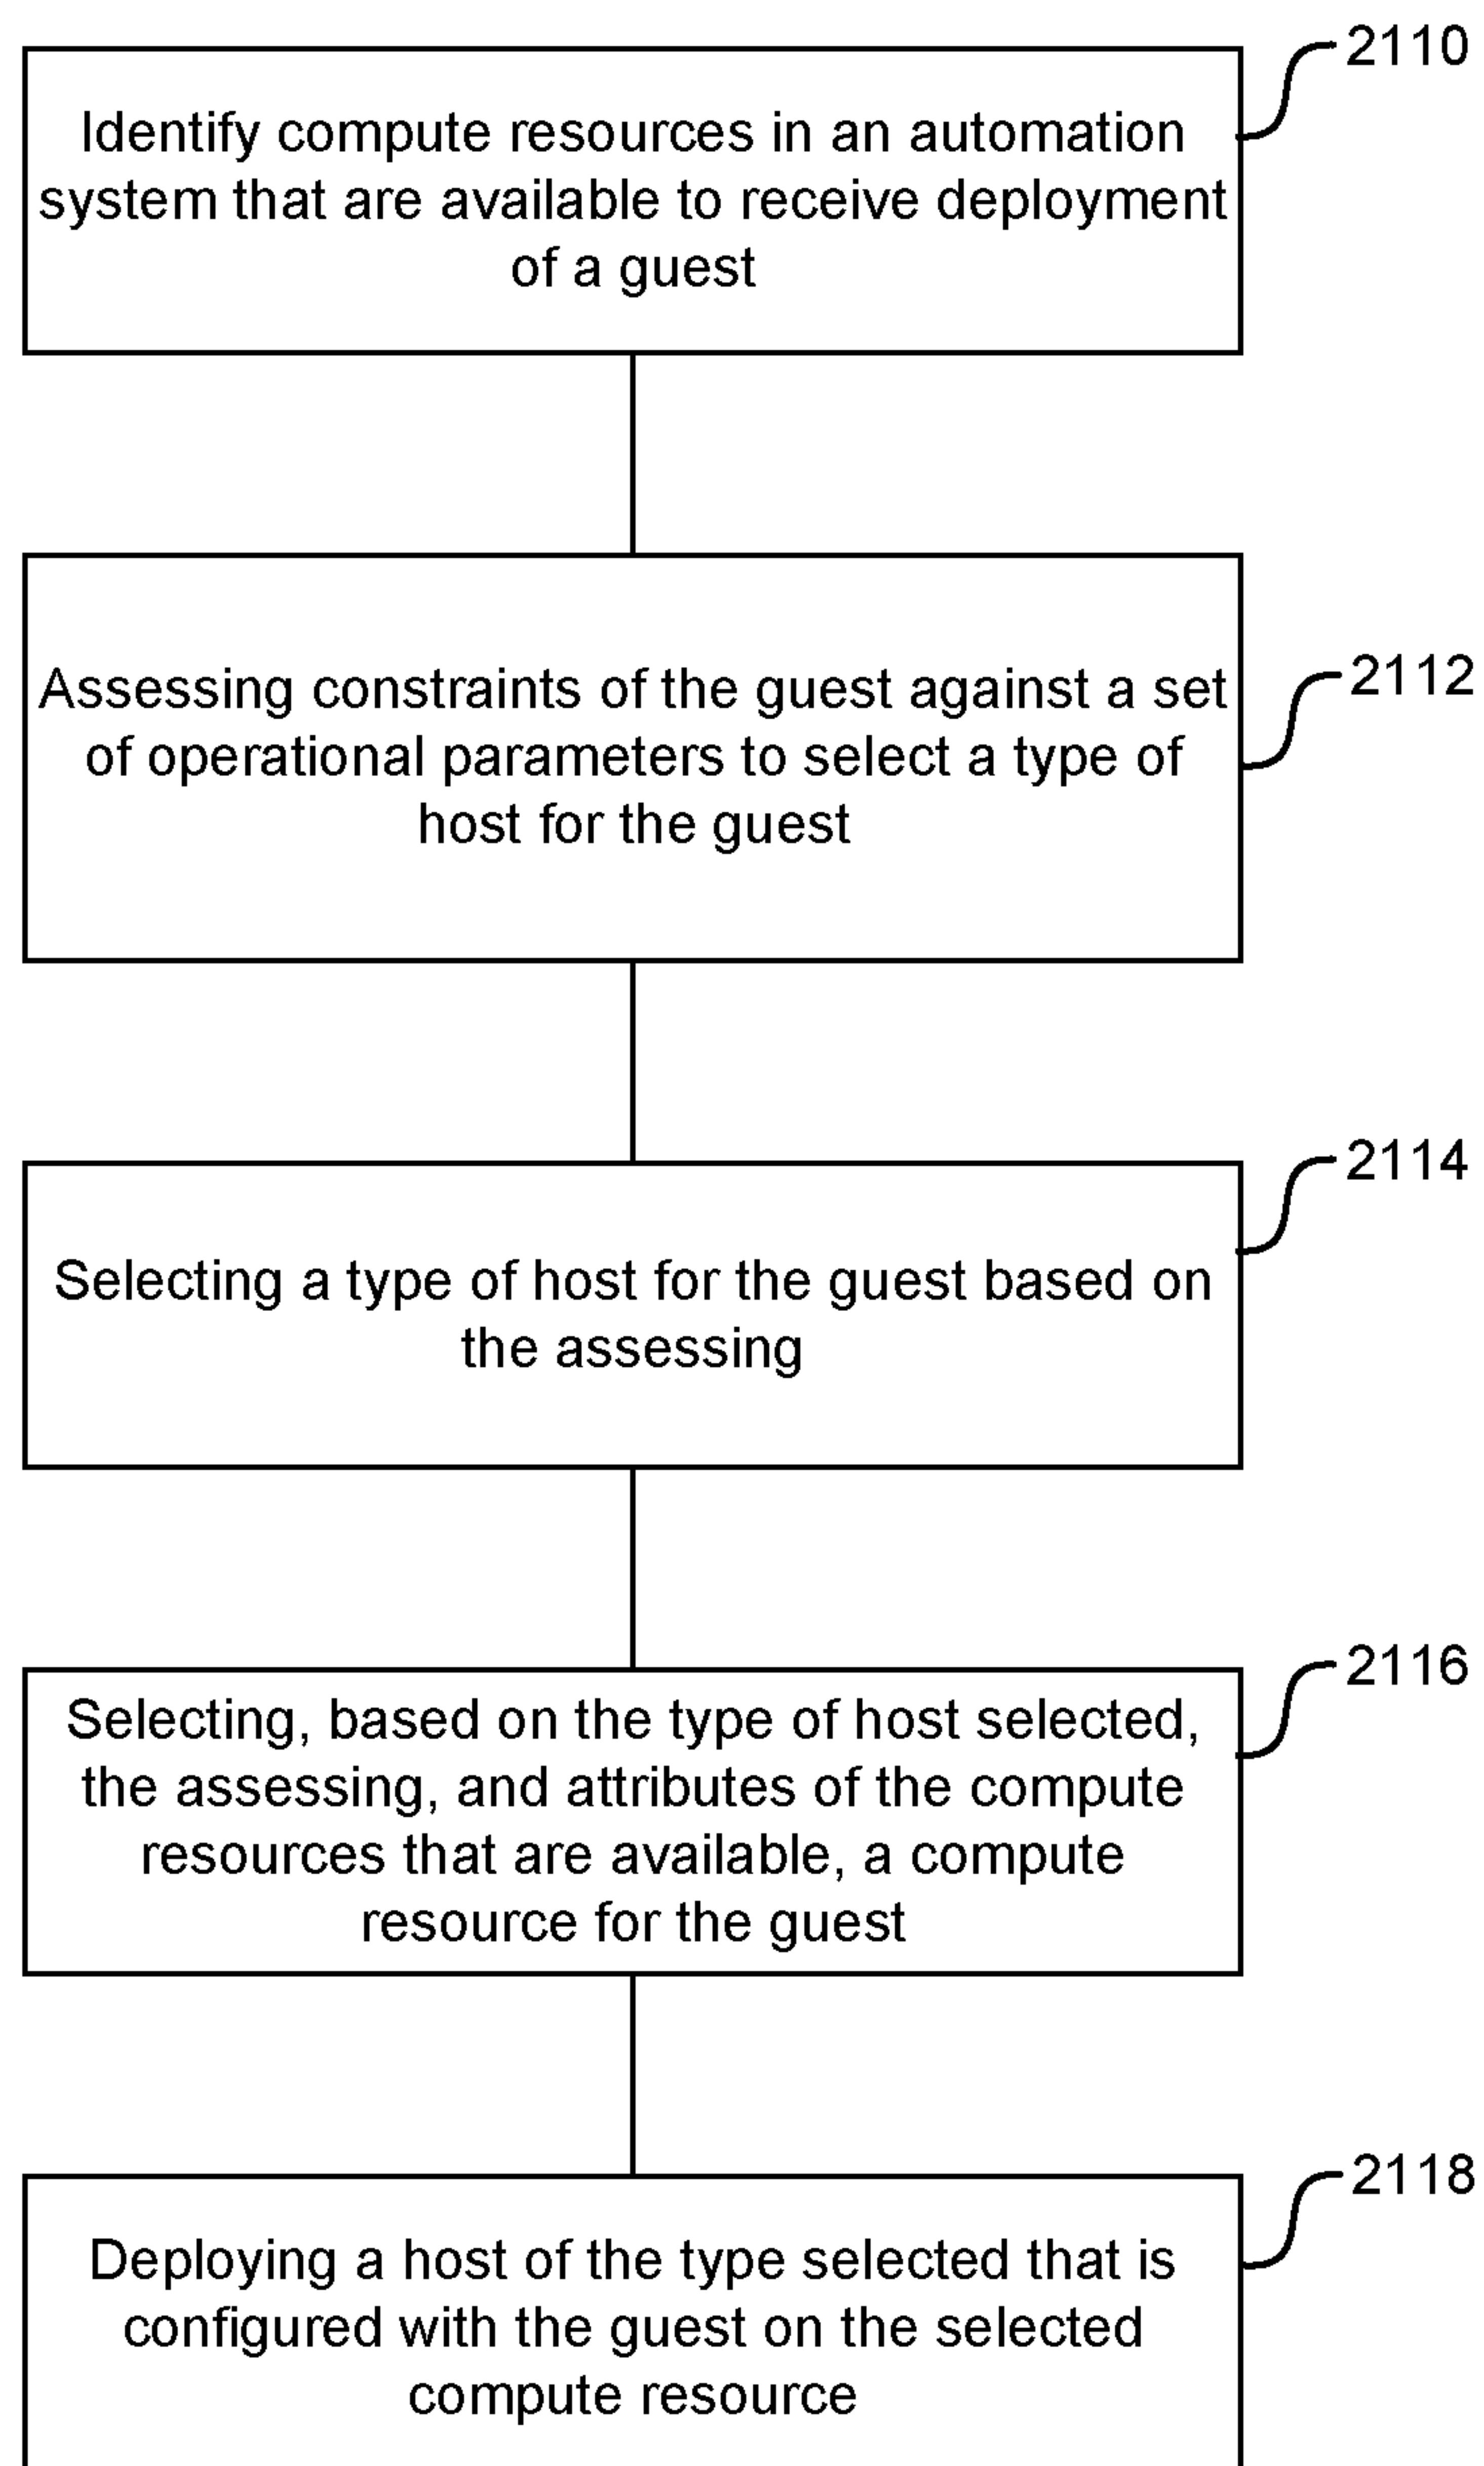 2110
Identify compute resources in an automation
system that are available to receive deployment
of a guest
2112
Assessing constraints of the guest against a set
of operational parameters to select a type of
host for the guest
2114
Selecting a type of host for the guest based on
the assessing
2116
Selecting, based on the type of host selected,
the assessing, and attributes of the compute
resources that are available, a compute
resource for the guest
2118
Deploying a host of the type selected that is
configured with the guest on the selected
compute resource